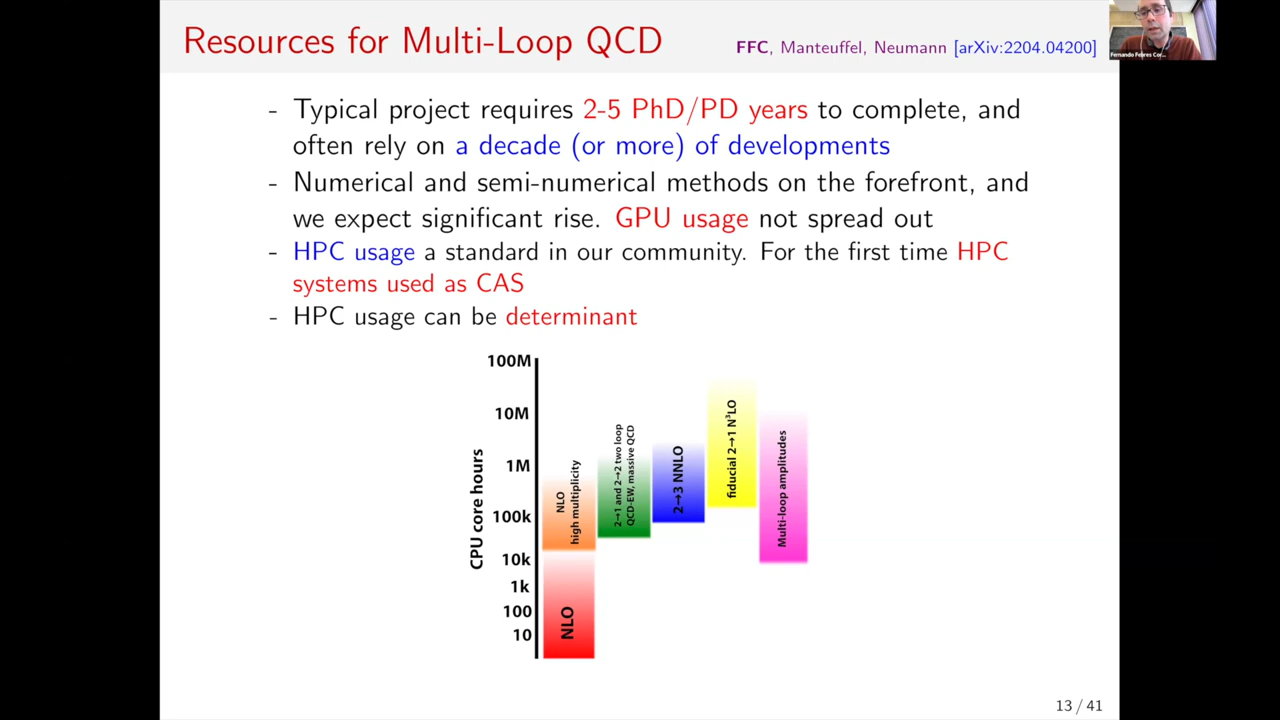 Resources for Multi-Loop QCD
FFC, Manteuffel, Neumann [arXiv:2204.04200]
- Typical project requires 2-5 PhD/PD years to complete, and
often rely on a decade (or more) of developments
- Numerical and semi-numerical methods on the forefront, and
we expect significant rise. GPU usage not spread out
- HPC usage a standard in our community. For the first time HPC
systems used as CAS
- HPC usage can be determinant
CPU core hours
100M
10M
1M
100k
10k
1k
100
10
NLO
NLO
high multiplicity
2→1 and 2→2 two loop
QCD-EW, massive QCD
2→3 NNLO
fiducial 2→1 N³LO
Multi-loop amplitudes
13 / 41
Fernando Febres Cor...